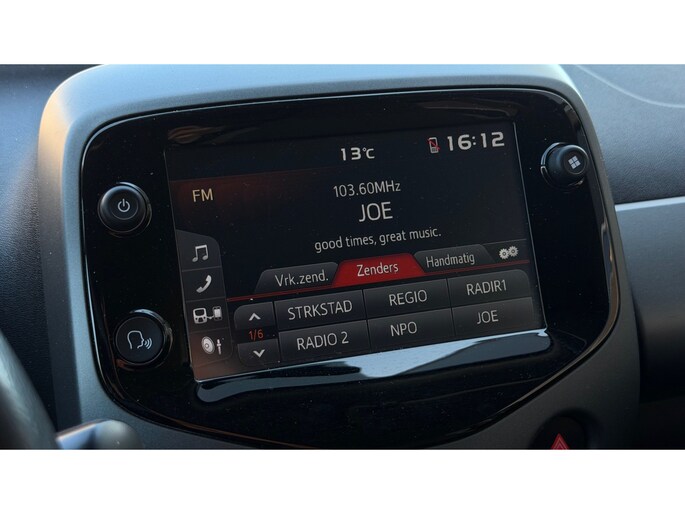 13°C
16:12
FM
103.60MHz
JOE
good times, great music.
Vrk.zend.
Zenders
Handmatig
STRKSTAD
REGIO
RADIR1
1/6
RADIO 2
NPO
JOE